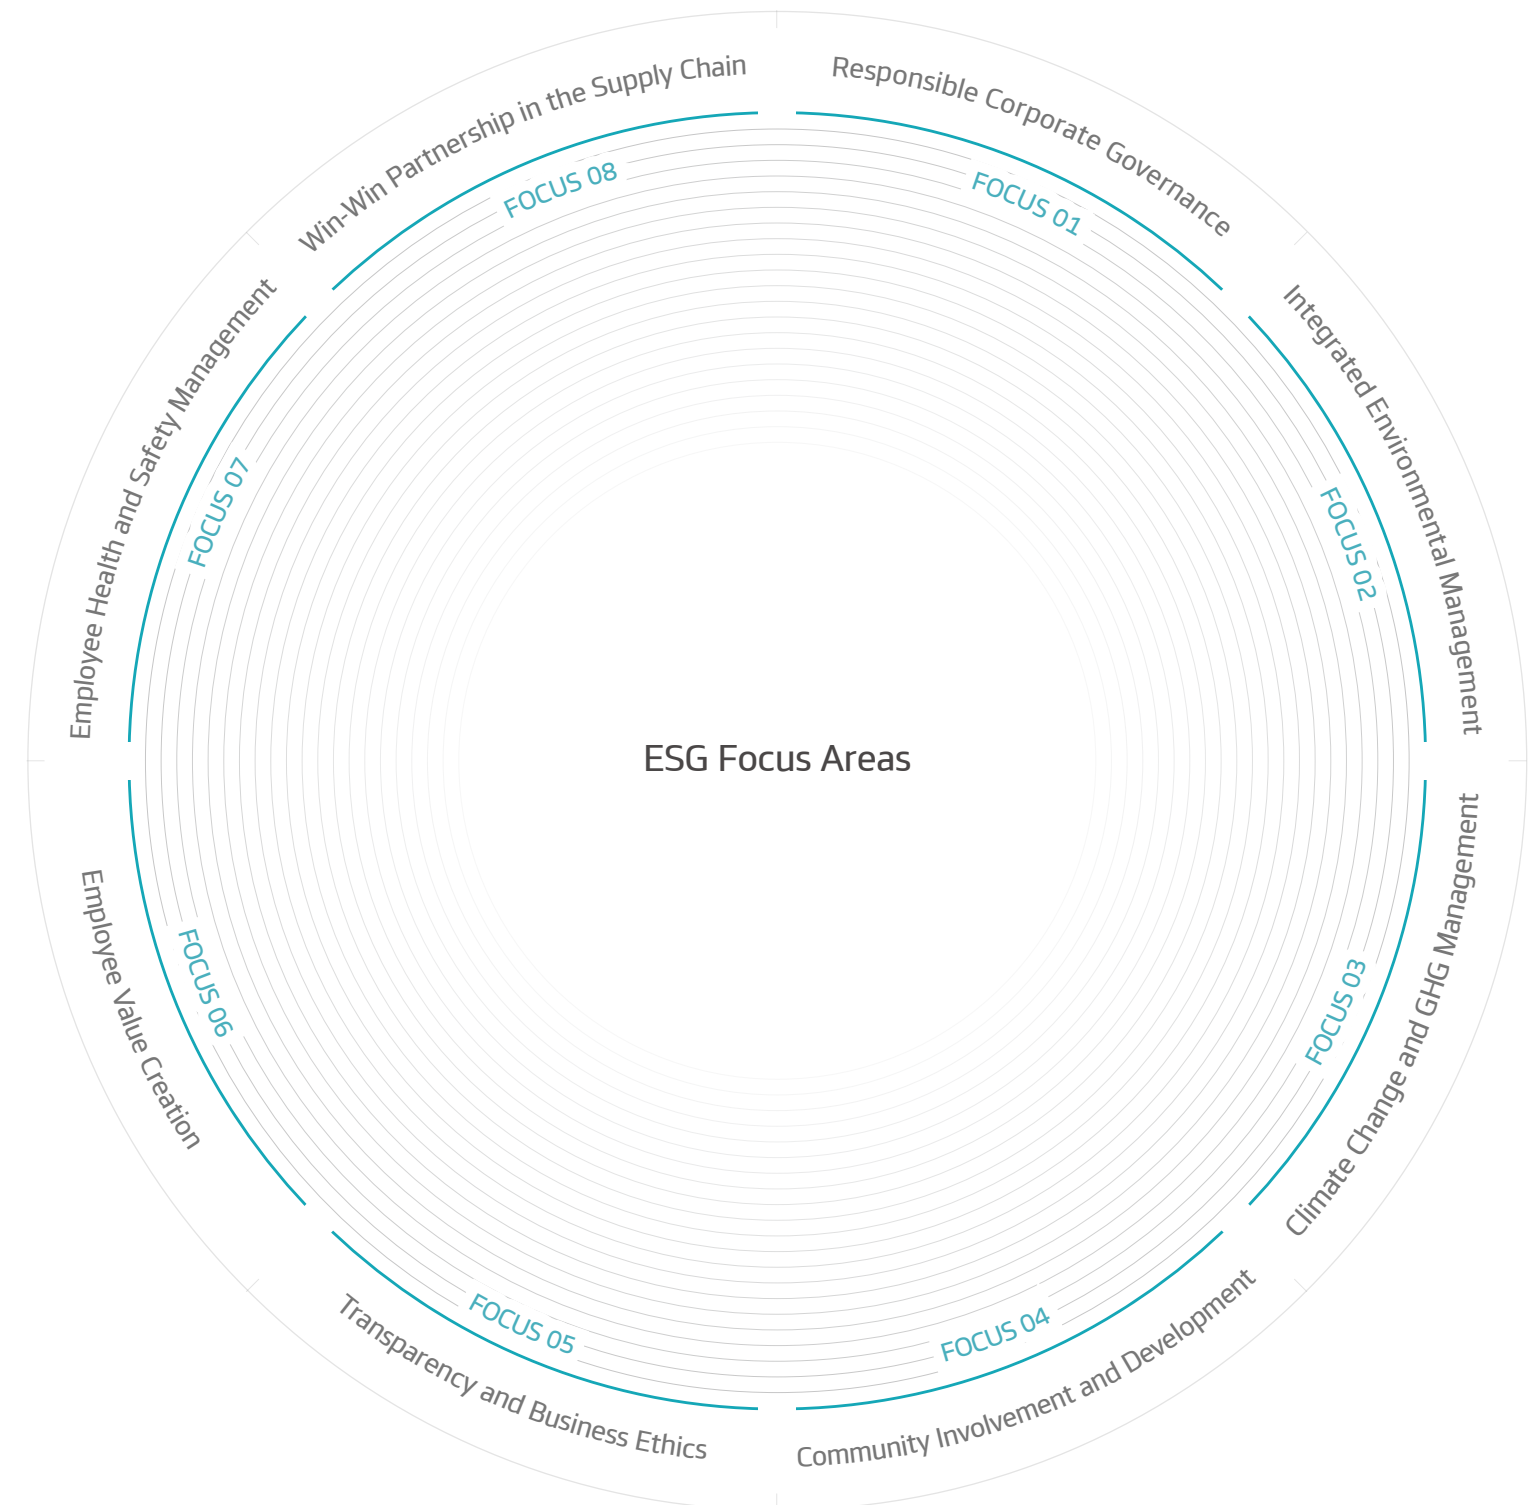 ESG Focus Areas
Responsible Corporate Governance
FOCUS 01
Integrated Environmental Management
FOCUS 02
Climate Change and GHG Management
FOCUS 03
Community Involvement and Development
FOCUS 04
Transparency and Business Ethics
FOCUS 05
Employee Value Creation
FOCUS 06
Employee Health and Safety Management
FOCUS 07
Win-Win Partnership in the Supply Chain
FOCUS 08